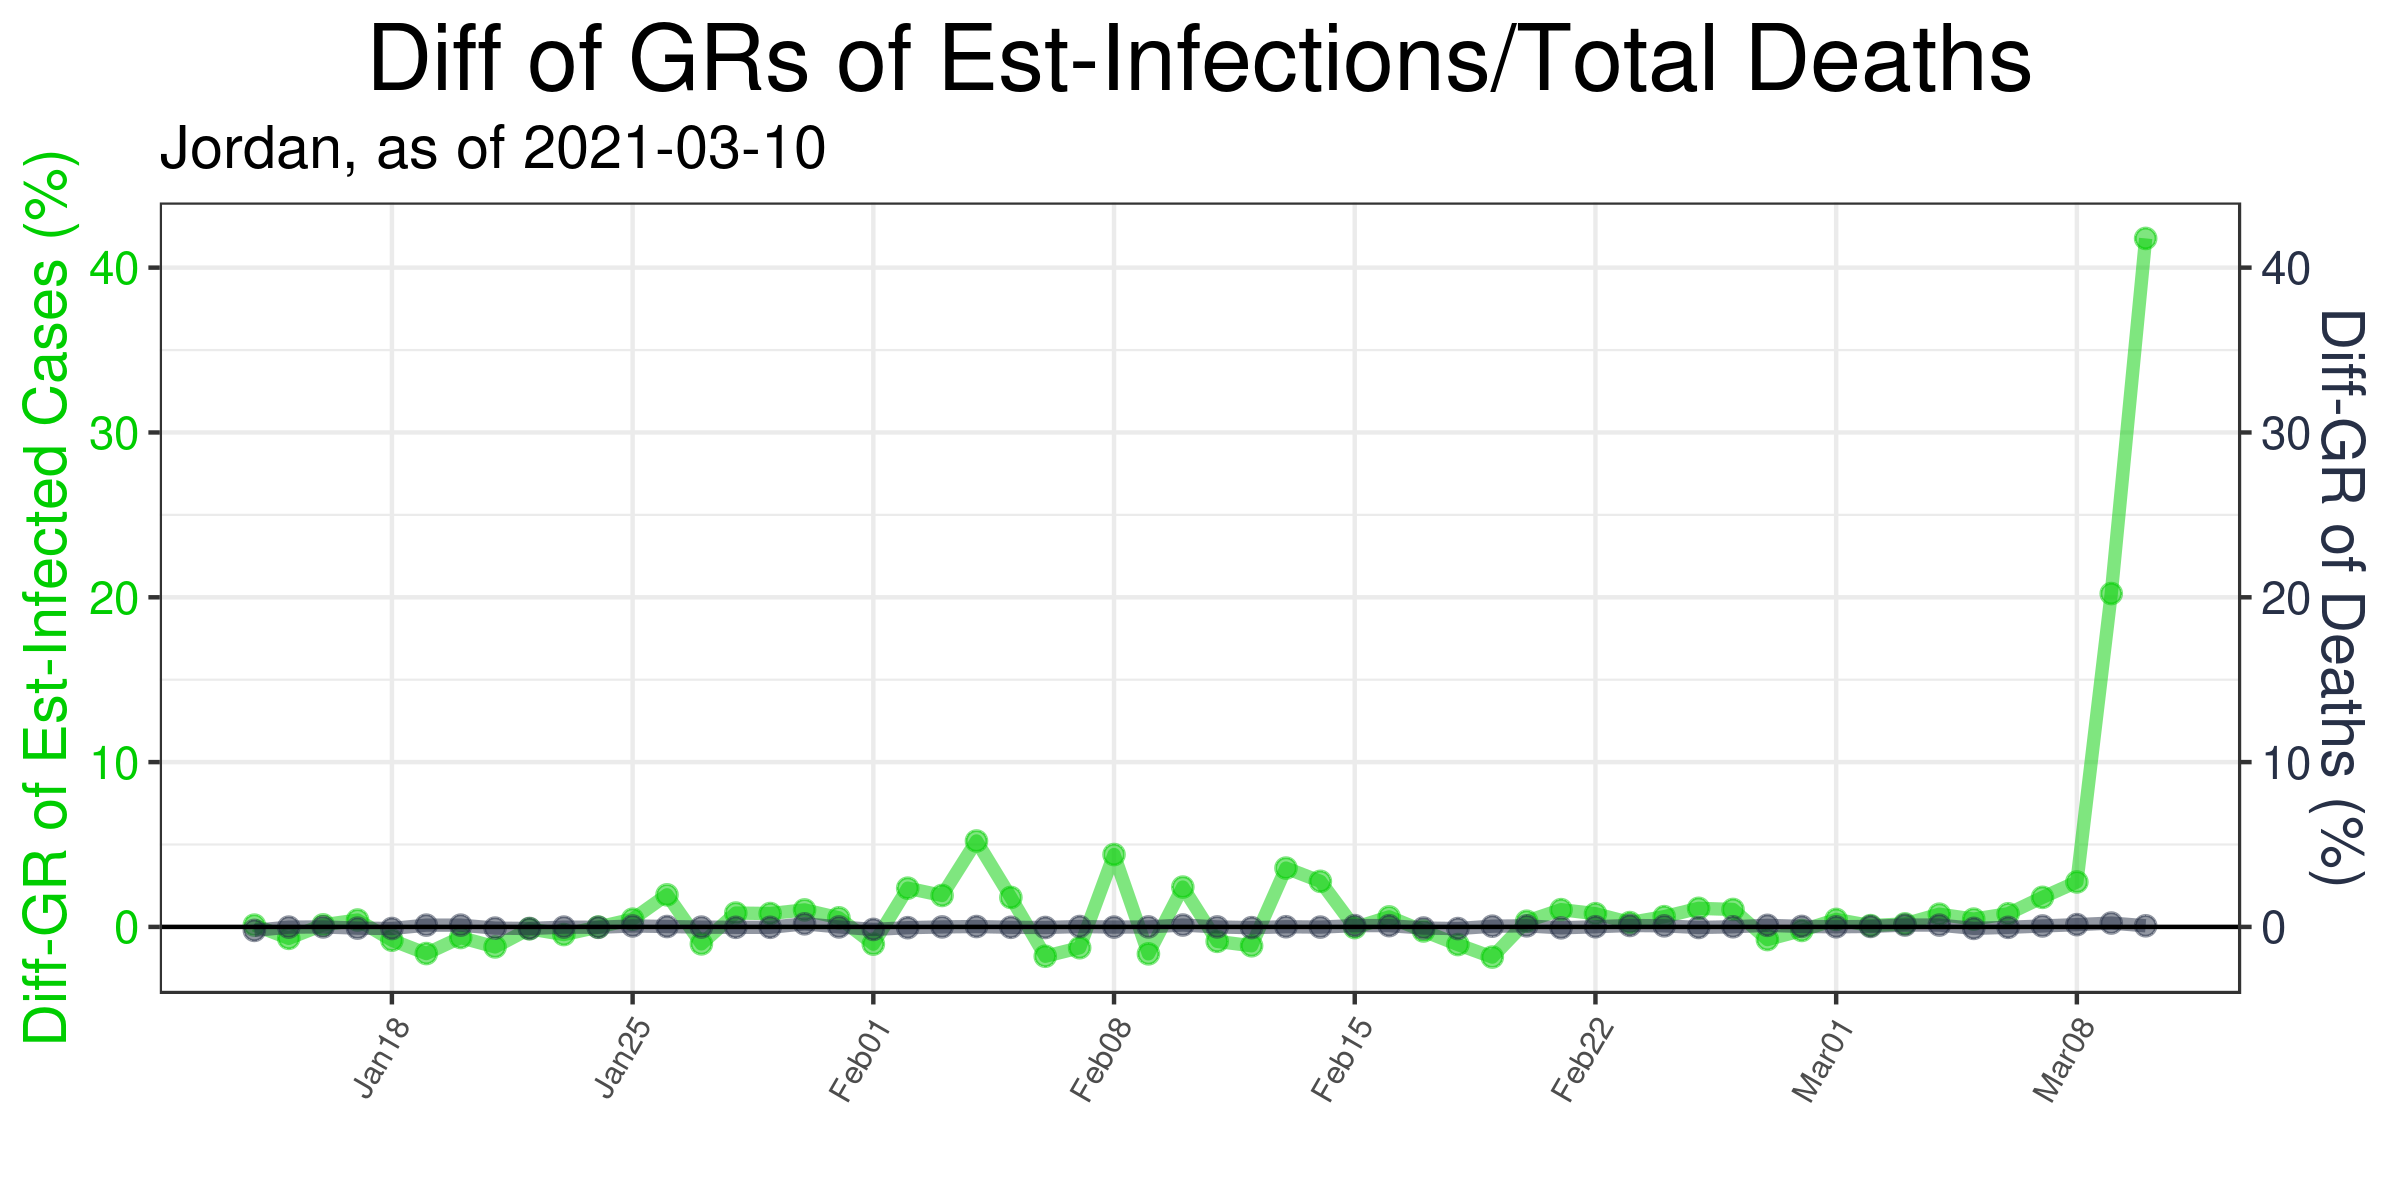 Diff of GRs of Est-Infections/Total Deaths
Jordan, as of 2021-03-10
Diff-GR of Est-Infected Cases (%)
40
30
20
10
0
40
30
20
10
0
Diff-GR of Deaths (%)
Jan18
Jan25
Feb01
Feb08
Feb15
Feb22
Mar01
Mar08